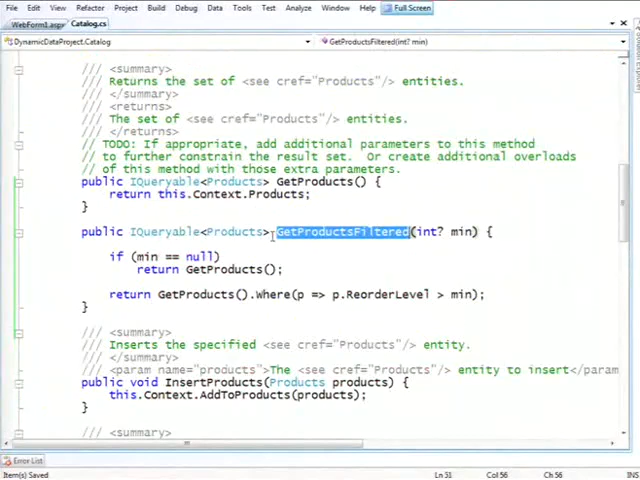 File Edit View Refactor Project Build Debug Data Tools Test Analyze Window Help Full Screen
WebForm1.aspx Catalog.cs
DynamicDataProject.Catalog GetProductsFiltered(int? min)
/// <summary>
/// Returns the set of <see cref="Products"/> entities.
/// </summary>
/// <returns>
/// The set of <see cref="Products"/> entities.
/// </returns>
// TODO: If appropriate, add additional parameters to this method
// to further constrain the result set.  Or create additional overloads
// of this method with those extra parameters.
public IQueryable<Products> GetProducts() {
return this.Context.Products;
}
public IQueryable<Products> GetProductsFiltered(int? min) {
if (min == null)
return GetProducts();
return GetProducts().Where(p => p.ReorderLevel > min);
}
/// <summary>
/// Inserts the specified <see cref="Products"/> entity.
/// </summary>
/// <param name="products">The <see cref="Products"/> entity to insert</param
public void InsertProducts(Products products) {
this.Context.AddToProducts(products);
}
/// <summary>
Error List
Item(s) Saved Ln 31 Col 56 Ch 56 INS